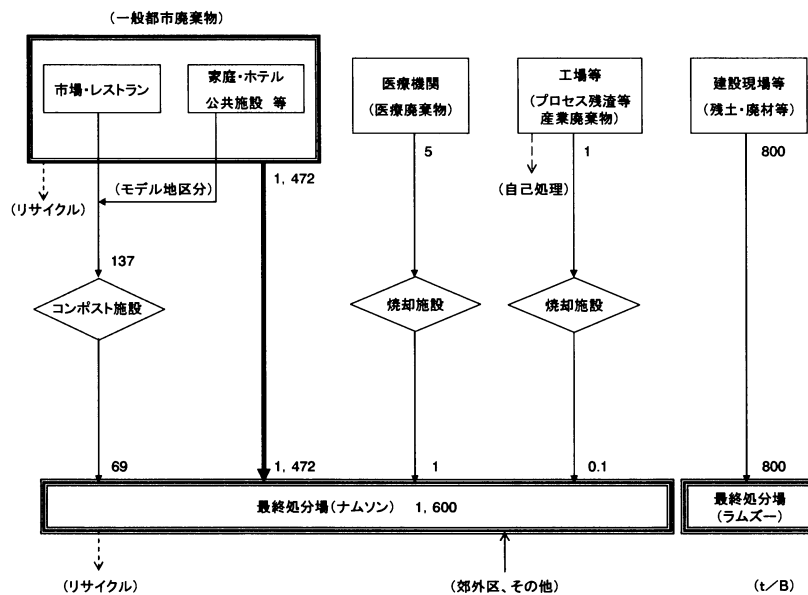 (一般都市廃棄物)
市場・レストラン
家庭・ホテル
公共施設 等
医療機関
(医療廃棄物)
工場等
(プロセス残渣等
産業廃棄物)
建設現場等
(残土・廃材等)
5
1
800
(モデル地区分)
1,472
(リサイクル)
(自己処理)
137
コンポスト施設
焼却施設
焼却施設
69
1,472
1
0.1
800
最終処分場(ナムソン) 1,600
最終処分場
(ラムズー)
(リサイクル)
(郊外区、その他)
(t/B)